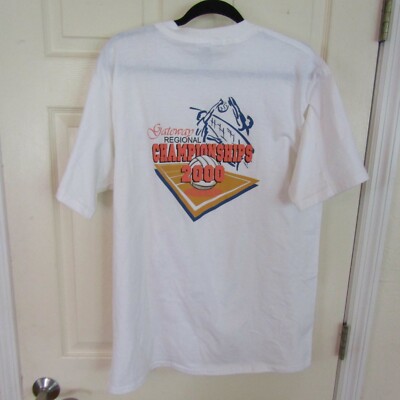 Gateway
REGIONAL
CHAMPIONSHIPS
2000